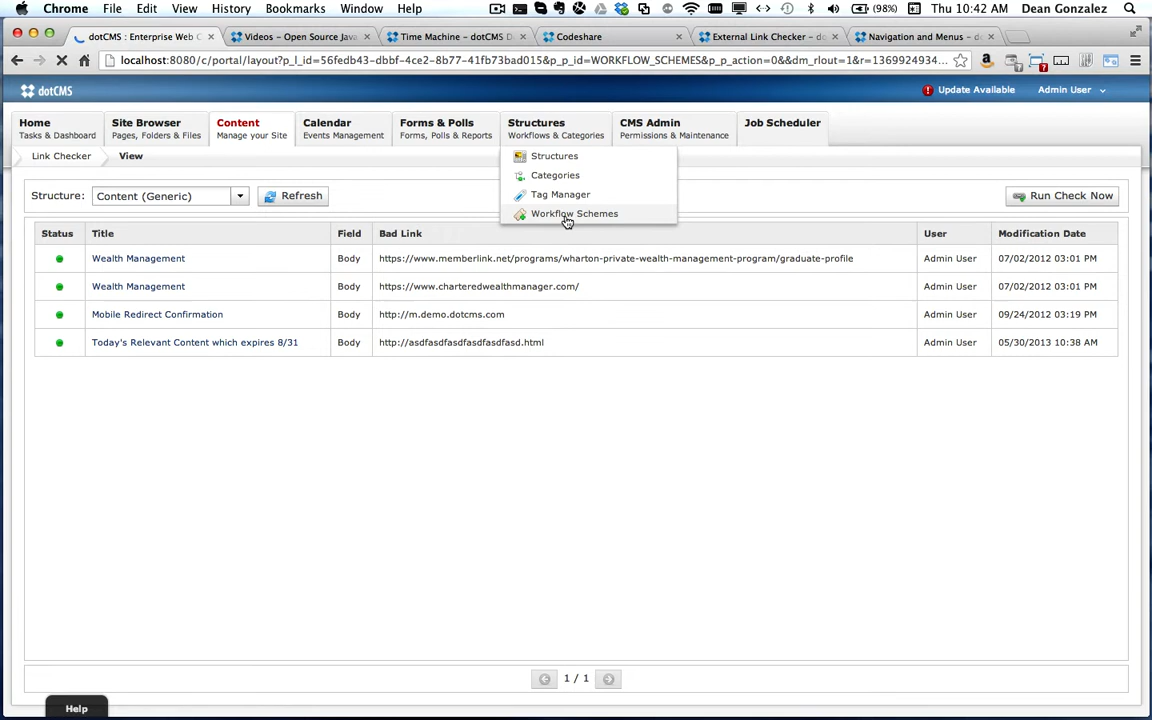 Chrome File Edit View History Bookmarks Window Help (98%) Thu 10:42 AM Dean Gonzalez
dotCMS : Enterprise Web C Videos – Open Source Java Time Machine – dotCMS D Codeshare External Link Checker – do Navigation and Menus – do
localhost:8080/c/portal/layout?p_l_id=56fedb43-dbbf-4ce2-8b77-41fb73bad015&p_p_id=WORKFLOW_SCHEMES&p_p_action=0&&dm_rlout=1&r=1369924934...
dotCMS Update Available Admin User
Home Site Browser Content Calendar Forms & Polls Structures CMS Admin Job Scheduler
Tasks & Dashboard Pages, Folders & Files Manage your Site Events Management Forms, Polls & Reports Workflows & Categories Permissions & Maintenance
Link Checker View
Structures
Categories
Tag Manager
Workflow Schemes
Structure: Content (Generic) Refresh Run Check Now
Status Title Field Bad Link User Modification Date
Wealth Management Body https://www.memberlink.net/programs/wharton-private-wealth-management-program/graduate-profile Admin User 07/02/2012 03:01 PM
Wealth Management Body https://www.charteredwealthmanager.com/ Admin User 07/02/2012 03:01 PM
Mobile Redirect Confirmation Body http://m.demo.dotcms.com Admin User 09/24/2012 03:19 PM
Today's Relevant Content which expires 8/31 Body http://asdfasdfasdfasdfasdfasd.html Admin User 05/30/2013 10:38 AM
1 / 1
Help